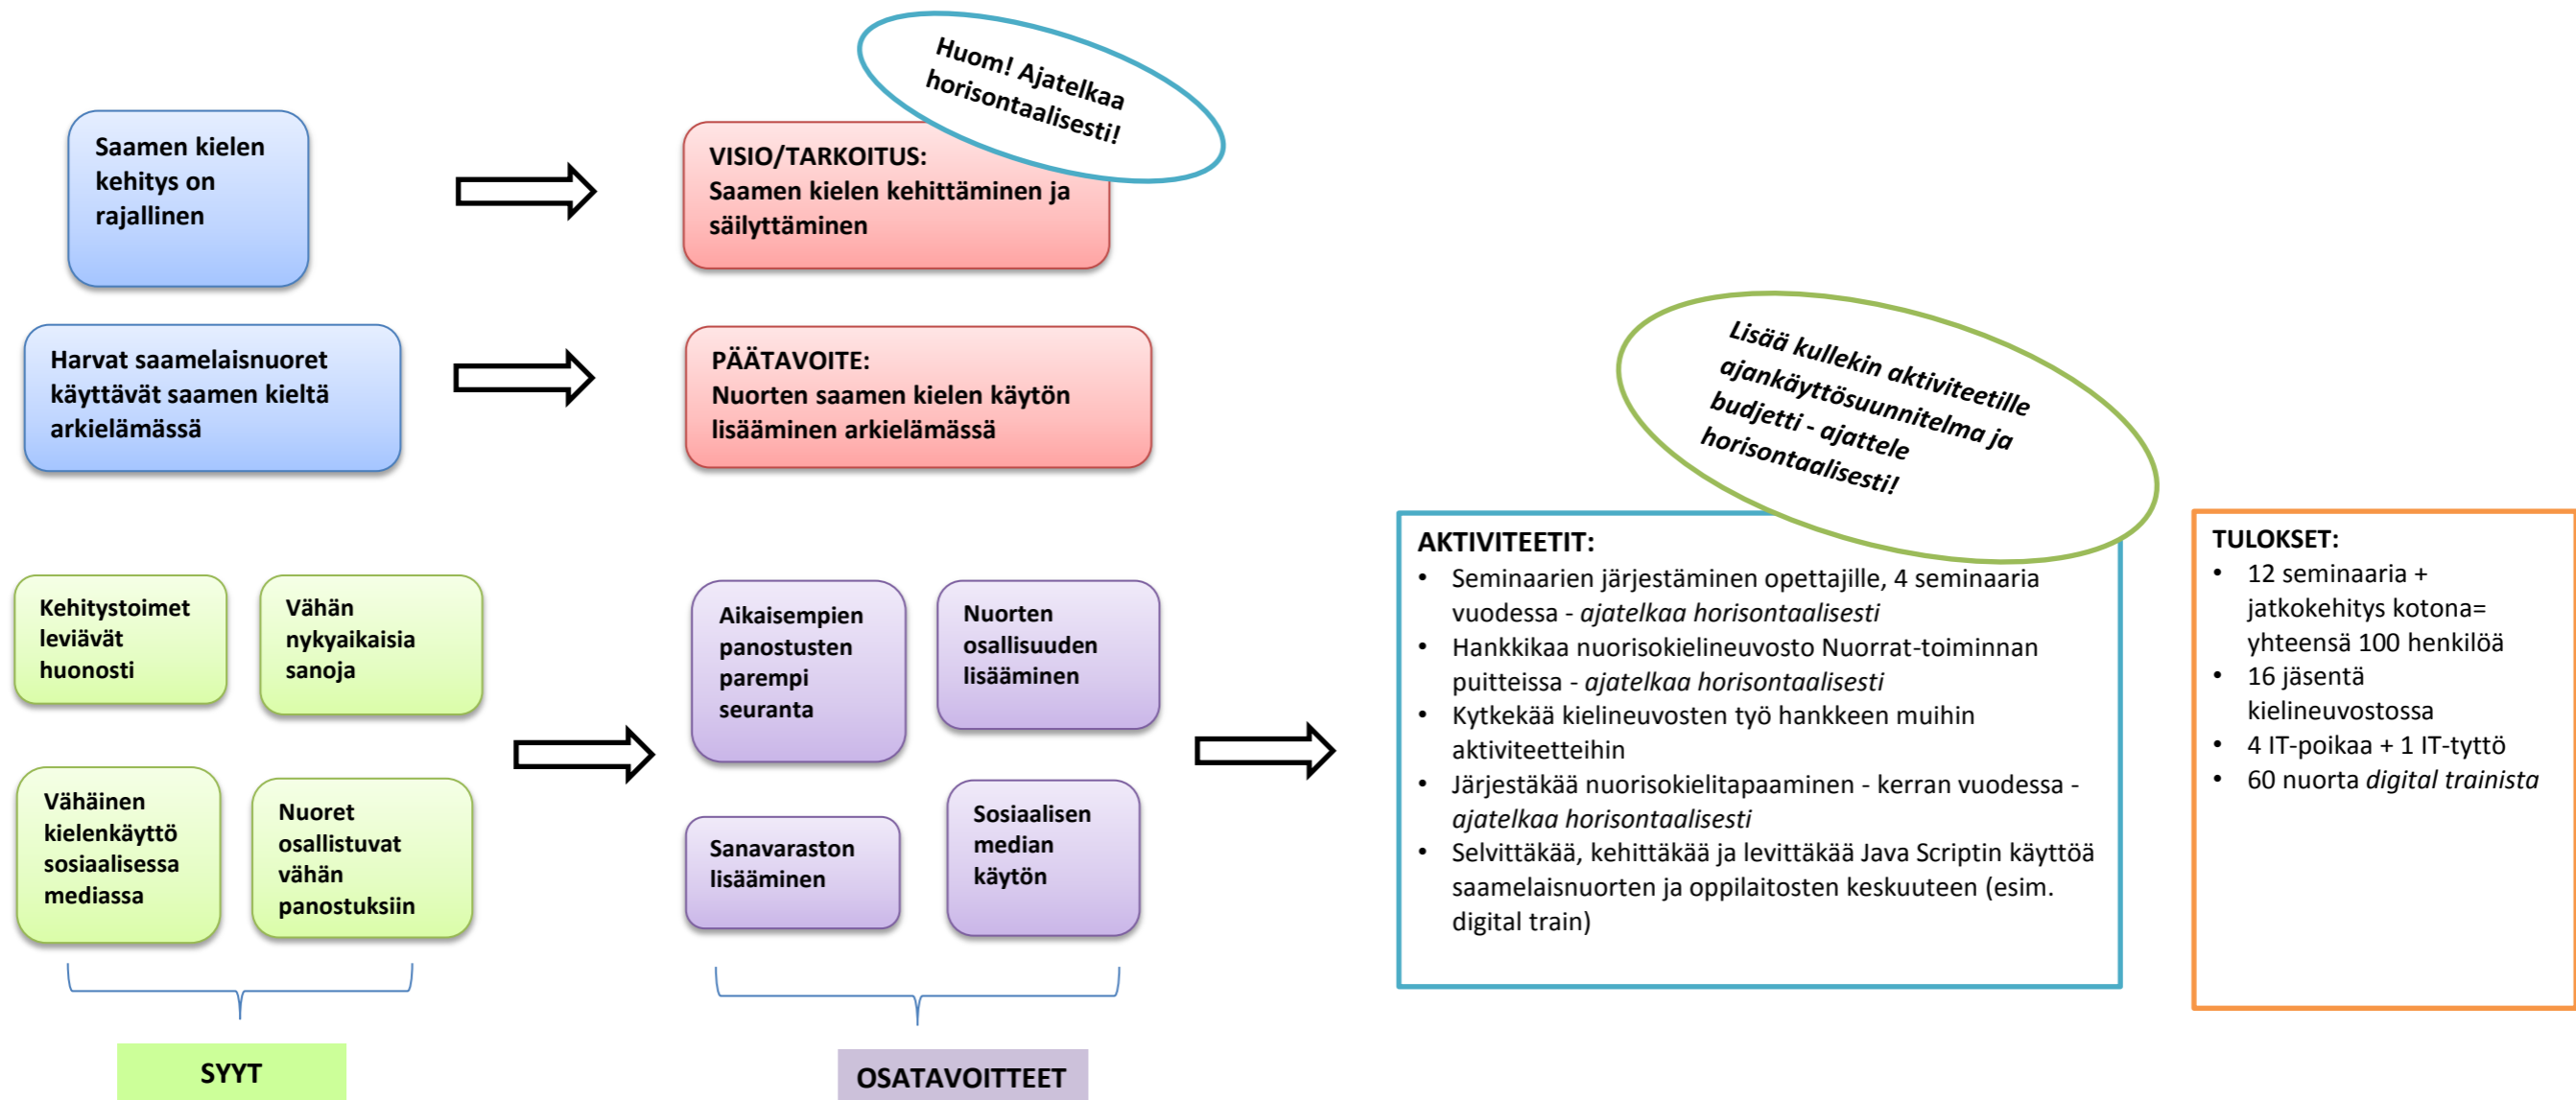 Huom! Ajatelkaa
horisontaalisesti!
Saamen kielen
kehitys on
rajallinen
VISIO/TARKOITUS:
Saamen kielen kehittäminen ja
säilyttäminen
Harvat saamelaisnuoret
käyttävät saamen kieltä
arkielämässä
PÄÄTAVOITE:
Nuorten saamen kielen käytön
lisääminen arkielämässä
Lisää kullekin aktiviteetille
ajankäyttösuunnitelma ja
budjetti - ajattele
horisontaalisesti!
Kehitystoimet
leviävät
huonosti
Vähän
nykyaikaisia
sanoja
Vähäinen
kielenkäyttö
sosiaalisessa
mediassa
Nuoret
osallistuvat
vähän
panostuksiin
SYYT
Aikaisempien
panostusten
parempi
seuranta
Nuorten
osallisuuden
lisääminen
Sanavaraston
lisääminen
Sosiaalisen
median
käytön
OSATAVOITTEET
AKTIVITEETIT:
• Seminaarien järjestäminen opettajille, 4 seminaaria
vuodessa - ajatelkaa horisontaalisesti
• Hankkikaa nuorisokielineuvosto Nuorrat-toiminnan
puitteissa - ajatelkaa horisontaalisesti
• Kytkekää kielineuvosten työ hankkeen muihin
aktiviteetteihin
• Järjestäkää nuorisokielitapaaminen - kerran vuodessa -
ajatelkaa horisontaalisesti
• Selvittäkää, kehittäkää ja levittäkää Java Scriptin käyttöä
saamelaisnuorten ja oppilaitosten keskuuteen (esim.
digital train)
TULOKSET:
• 12 seminaaria +
jatkokehitys kotona=
yhteensä 100 henkilöä
• 16 jäsentä
kielineuvostossa
• 4 IT-poikaa + 1 IT-tyttö
• 60 nuorta digital trainista